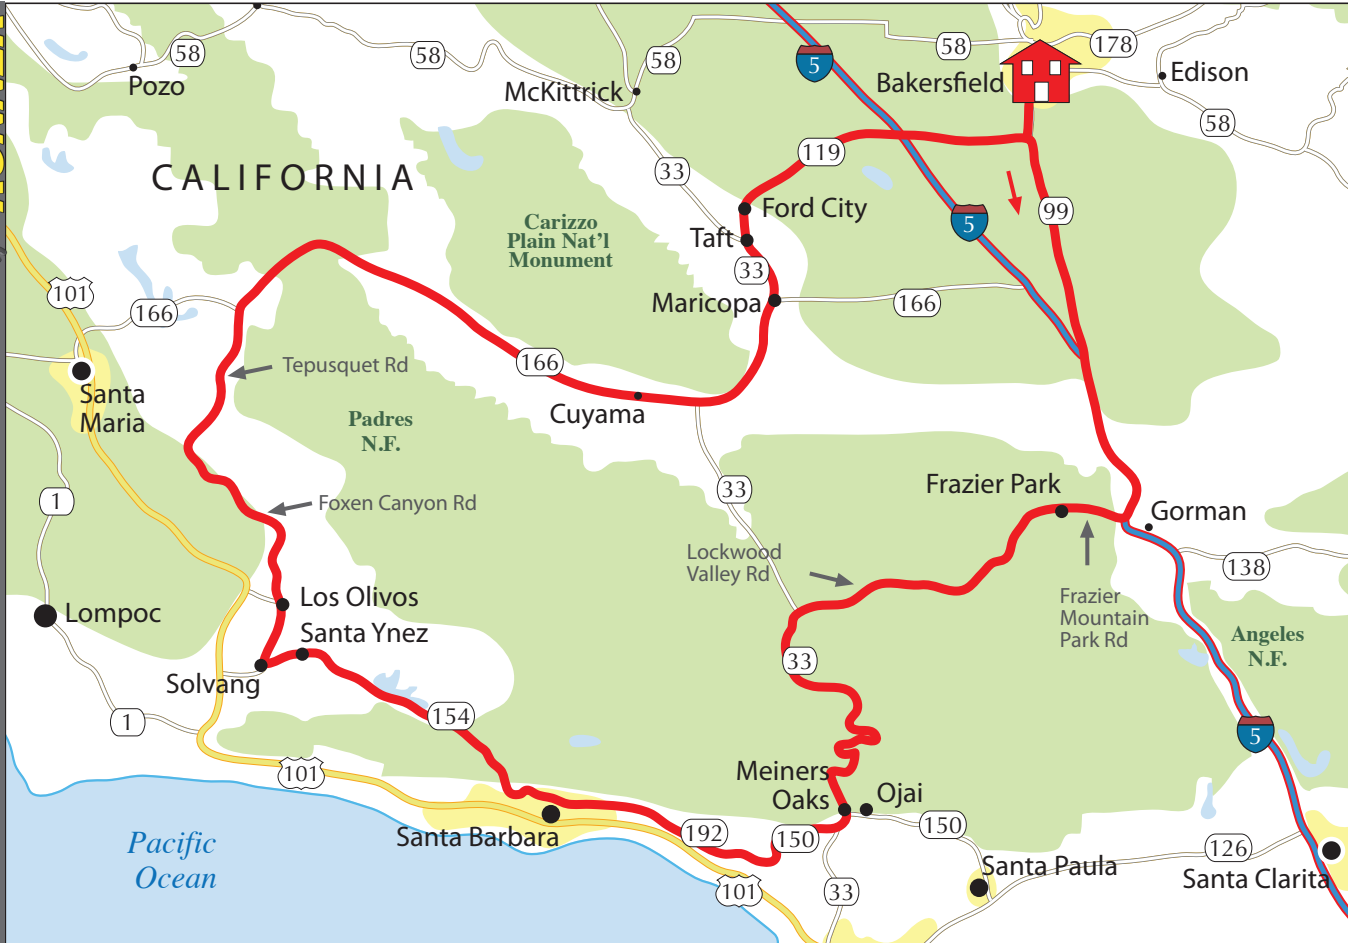 58
58
58
58
178
5
Pozo
McKittrick
Bakersfield
Edison
58
CALIFORNIA
33
119
Ford City
99
5
Carizzo
Plain Nat'l
Monument
Taft
33
101
166
Maricopa
166
Tepusquet Rd
166
Santa
Maria
Cuyama
Padres
N.F.
1
Foxen Canyon Rd
33
Frazier Park
Gorman
Lockwood
Valley Rd
138
Frazier
Mountain
Park Rd
Angeles
N.F.
Lompoc
Los Olivos
Santa Ynez
33
Solvang
1
154
5
101
Meiners
Oaks
Ojai
Santa Barbara
192
150
150
Pacific
Ocean
126
Santa Paula
Santa Clarita
101
33